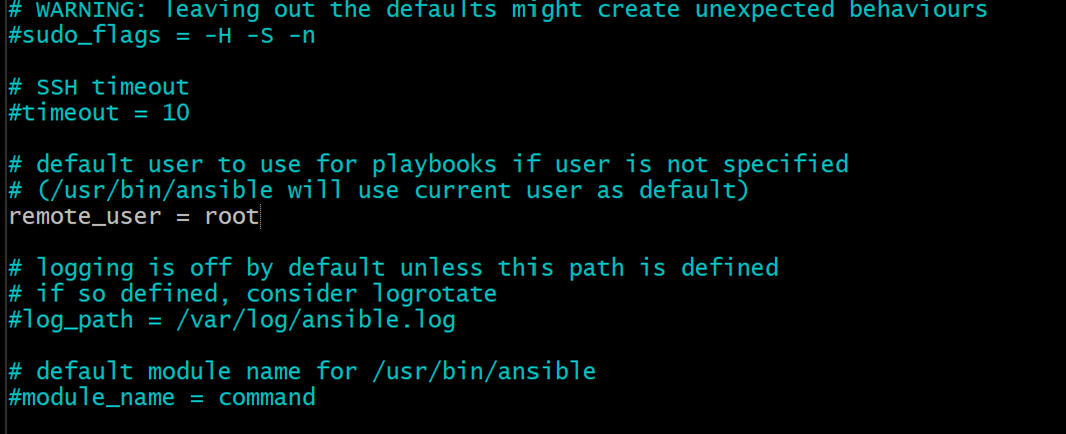 # WARNING: leaving out the defaults might create unexpected behaviours
#sudo_flags = -H -S -n
# SSH timeout
#timeout = 10
# default user to use for playbooks if user is not specified
# (/usr/bin/ansible will use current user as default)
remote_user = root
# logging is off by default unless this path is defined
# if so defined, consider logrotate
#log_path = /var/log/ansible.log
# default module name for /usr/bin/ansible
#module_name = command